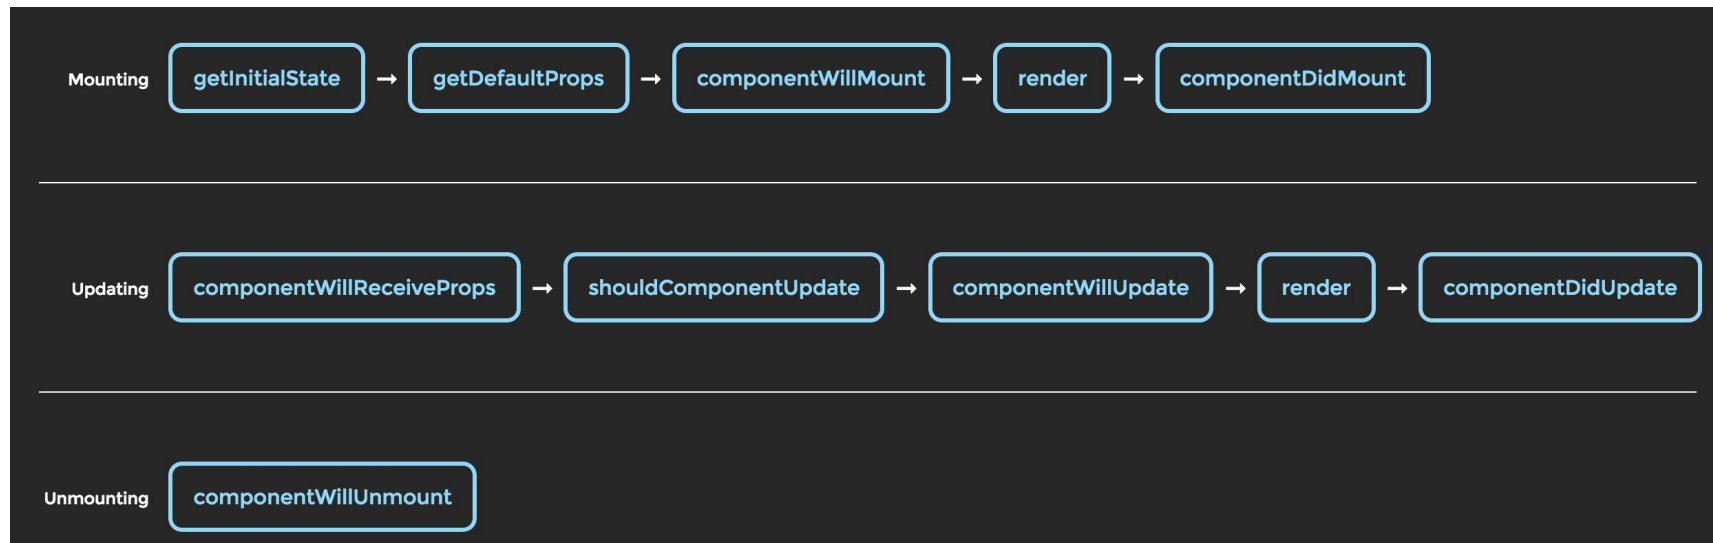 Mounting getInitialState → getDefaultProps → componentWillMount → render → componentDidMount
Updating componentWillReceiveProps → shouldComponentUpdate → componentWillUpdate → render → componentDidUpdate
Unmounting componentWillUnmount